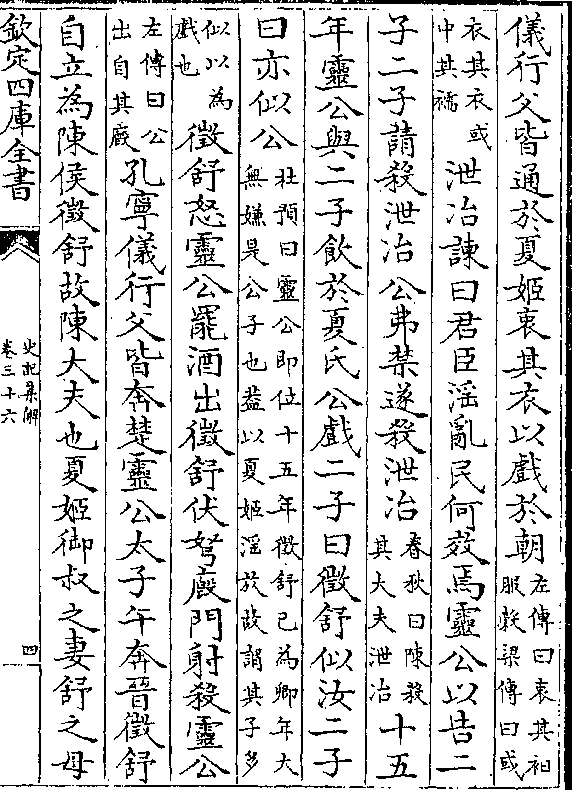 儀行父皆通於夏姬衷其衣以戲於朝左傳曰衷其衵服糓梁傳曰或
衣其衣或中其襦泄冶諫曰君臣淫亂民何效焉靈公以告二
子二子請殺泄冶公弗禁遂殺泄冶春秋曰陳殺其大夫泄冶十五
年靈公與二子飲於夏氏公戲二子曰徵舒似汝二子
曰亦似公杜預曰靈公即位十五年徵舒已為卿年大無嫌是公子也葢以夏姬淫放故謂其子多
似以為戲也徵舒怒靈公罷酒出徵舒伏弩廄門射殺靈公
左傳曰公出自其廄孔寧儀行父皆奔楚靈公太子午奔晉徵舒
自立為陳侯徵舒故陳大夫也夏姬御叔之妻舒之母
欽定四庫全書
史記集解
卷三十六
四